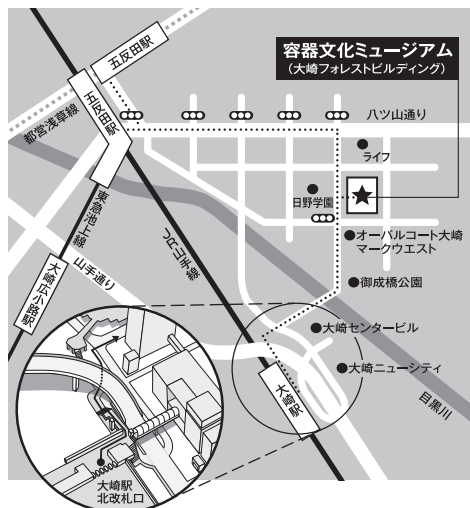 五反田駅
五反田駅
容器文化ミュージアム
（大崎フォレストビルディング）
都営浅草線
八ツ山通り
ライフ
日野学園
東急池上線
JR山手線
オーバルコート大崎
マークウエスト
山手通り
大崎広小路駅
御成橋公園
大崎センタービル
大崎ニューシティ
大崎駅
目黒川
大崎駅
北改札口